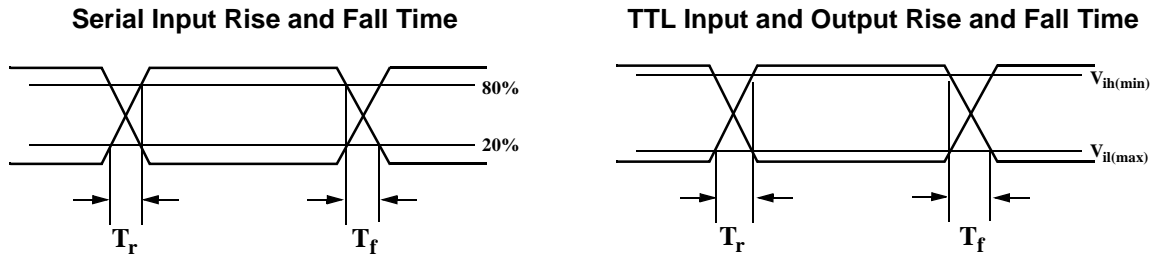 Serial Input Rise and Fall Time
80%
20%
Tr
Tf
TTL Input and Output Rise and Fall Time
Vih(min)
Vil(max)
Tr
Tf